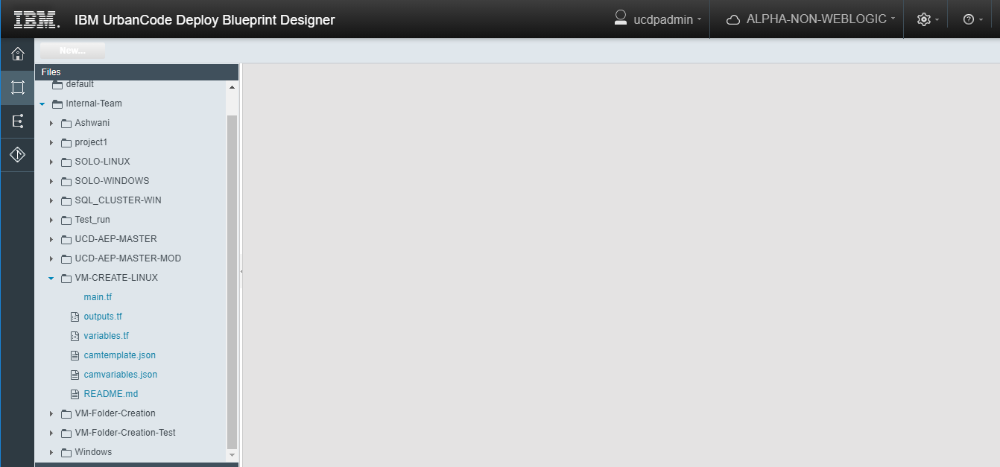 IBM. IBM UrbanCode Deploy Blueprint Designer ucdpadmin ALPHA-NON-WEBLOGIC
New...
Files
default
Internal-Team
Ashwani
project1
SOLO-LINUX
SOLO-WINDOWS
SQL_CLUSTER-WIN
Test_run
UCD-AEP-MASTER
UCD-AEP-MASTER-MOD
VM-CREATE-LINUX
main.tf
outputs.tf
variables.tf
camtemplate.json
camvariables.json
README.md
VM-Folder-Creation
VM-Folder-Creation-Test
Windows